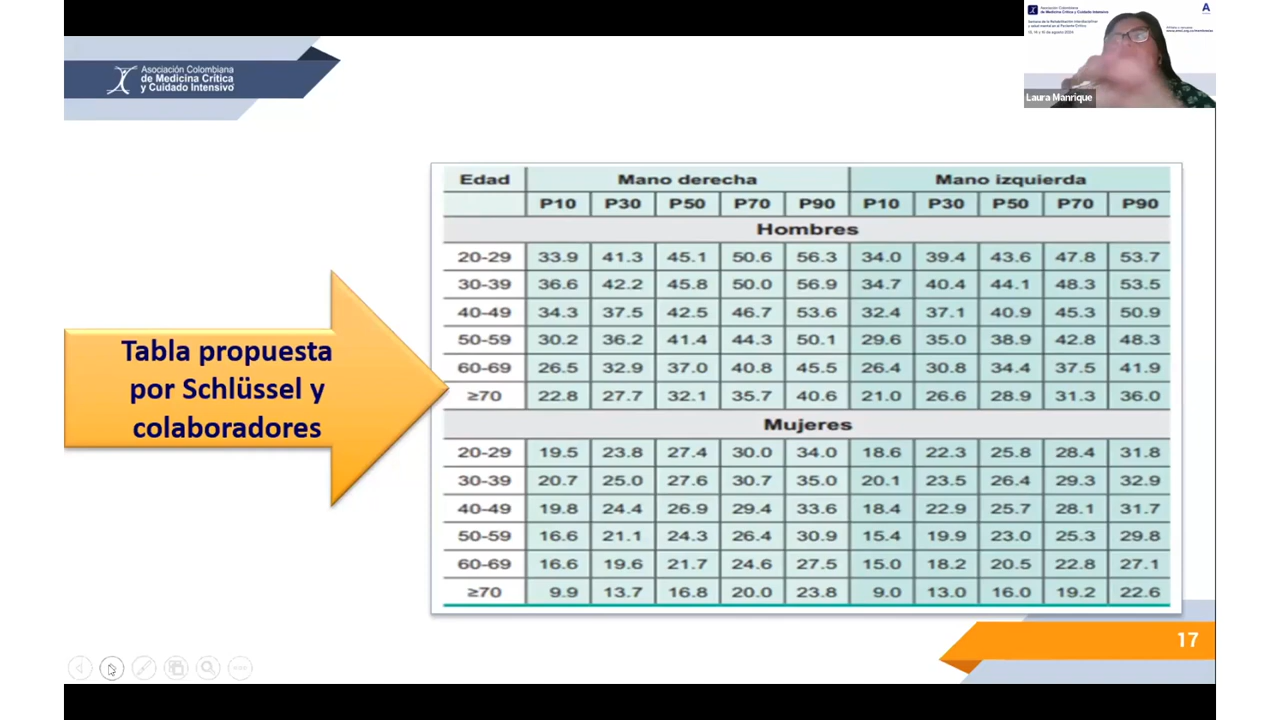 Asociación Colombiana
de Medicina Crítica
y Cuidado Intensivo
Asociación Colombiana
de Medicina Crítica y Cuidado Intensivo
Laura Manrique
Tabla propuesta
por Schlüssel y
colaboradores
Edad Mano derecha Mano izquierda
P10 P30 P50 P70 P90 P10 P30 P50 P70 P90
Hombres
20-29 33.9 41.3 45.1 50.6 56.3 34.0 39.4 43.6 47.8 53.7
30-39 36.6 42.2 45.8 50.0 56.9 34.7 40.4 44.1 48.3 53.5
40-49 34.3 37.5 42.5 46.7 53.6 32.4 37.1 40.9 45.3 50.9
50-59 30.2 36.2 41.4 44.3 50.1 29.6 35.0 38.9 42.8 48.3
60-69 26.5 32.9 37.0 40.8 45.5 26.4 30.8 34.4 37.5 41.9
≥70 22.8 27.7 32.1 35.7 40.6 21.0 26.6 28.9 31.3 36.0
Mujeres
20-29 19.5 23.8 27.4 30.0 34.0 18.6 22.3 25.8 28.4 31.8
30-39 20.7 25.0 27.6 30.7 35.0 20.1 23.5 26.4 29.3 32.9
40-49 19.8 24.4 26.9 29.4 33.6 18.4 22.9 25.7 28.1 31.7
50-59 16.6 21.1 24.3 26.4 30.9 15.4 19.9 23.0 25.3 29.8
60-69 16.6 19.6 21.7 24.6 27.5 15.0 18.2 20.5 22.8 27.1
≥70 9.9 13.7 16.8 20.0 23.8 9.0 13.0 16.0 19.2 22.6
17